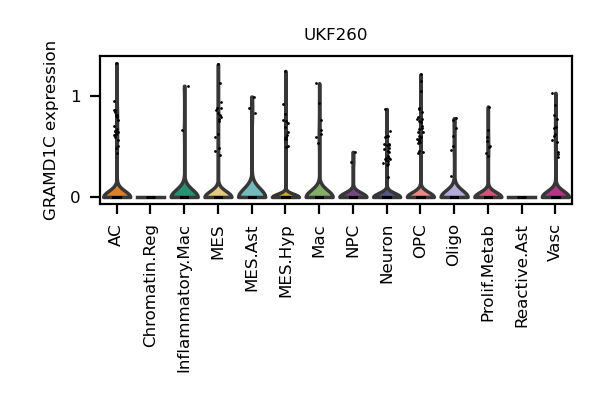 UKF260
GRAMD1C expression
1
0
AC
Chromatin.Reg
Inflammatory.Mac
MES
MES.Ast
MES.Hyp
Mac
NPC
Neuron
OPC
Oligo
Prolif.Metab
Reactive.Ast
Vasc